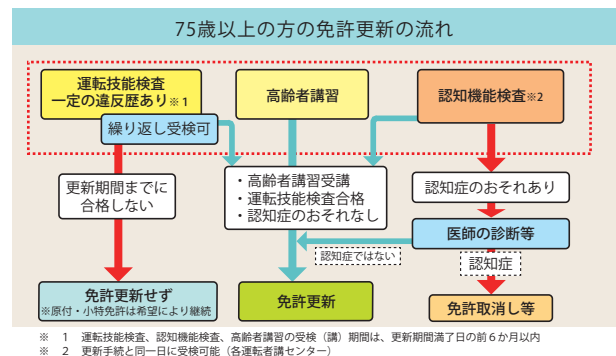 75歳以上の方の免許更新の流れ
運転技能検査
一定の違反歴あり※1
繰り返し受検可
高齢者講習
認知機能検査※2
更新期間までに
合格しない
・高齢者講習受講
・運転技能検査合格
・認知症のおそれなし
認知症のおそれあり
医師の診断等
認知症ではない
認知症
免許更新せず
※原付・小特免許は希望により継続
免許更新
免許取消し等
※ 1 運転技能検査、認知機能検査、高齢者講習の受検（講）期間は、更新期間満了日の前６か月以内
※ 2 更新手続と同一日に受検可能（各運転者講センター）